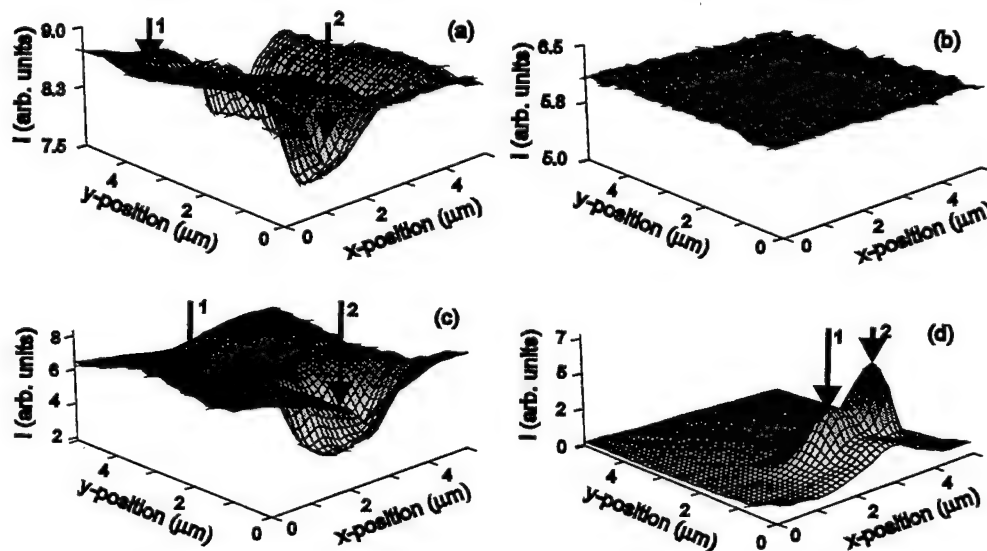 (a)
1
2
9.0
8.3
7.5
I (arb. units)
4
2
0
y-position (μm)
0
2
4
x-position (μm)
(b)
6.5
5.8
5.0
I (arb. units)
4
2
0
y-position (μm)
0
2
4
x-position (μm)
(c)
1
2
8
6
4
2
I (arb. units)
4
2
0
y-position (μm)
0
2
4
x-position (μm)
(d)
1
2
7
5
2
0
I (arb. units)
4
2
0
y-position (μm)
0
2
4
x-position (μm)